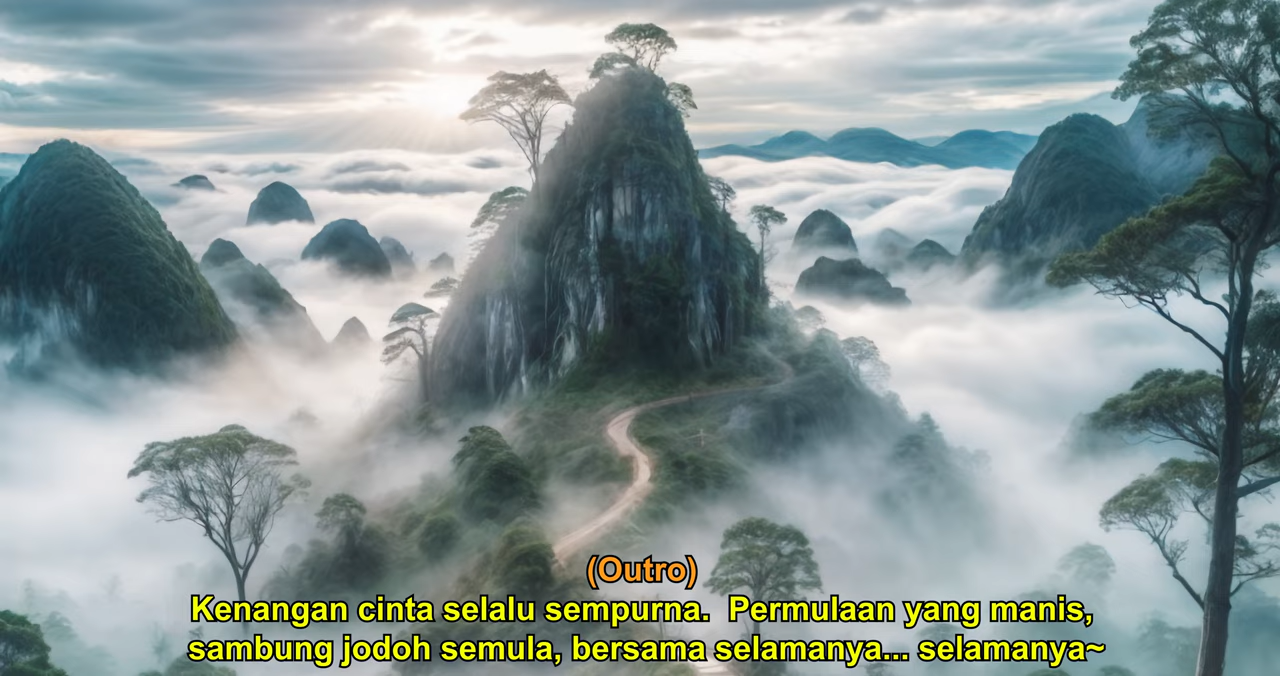 (Outro)
Kenangan cinta selalu sempurna.  Permulaan yang manis,
sambung jodoh semula, bersama selamanya... selamanya~